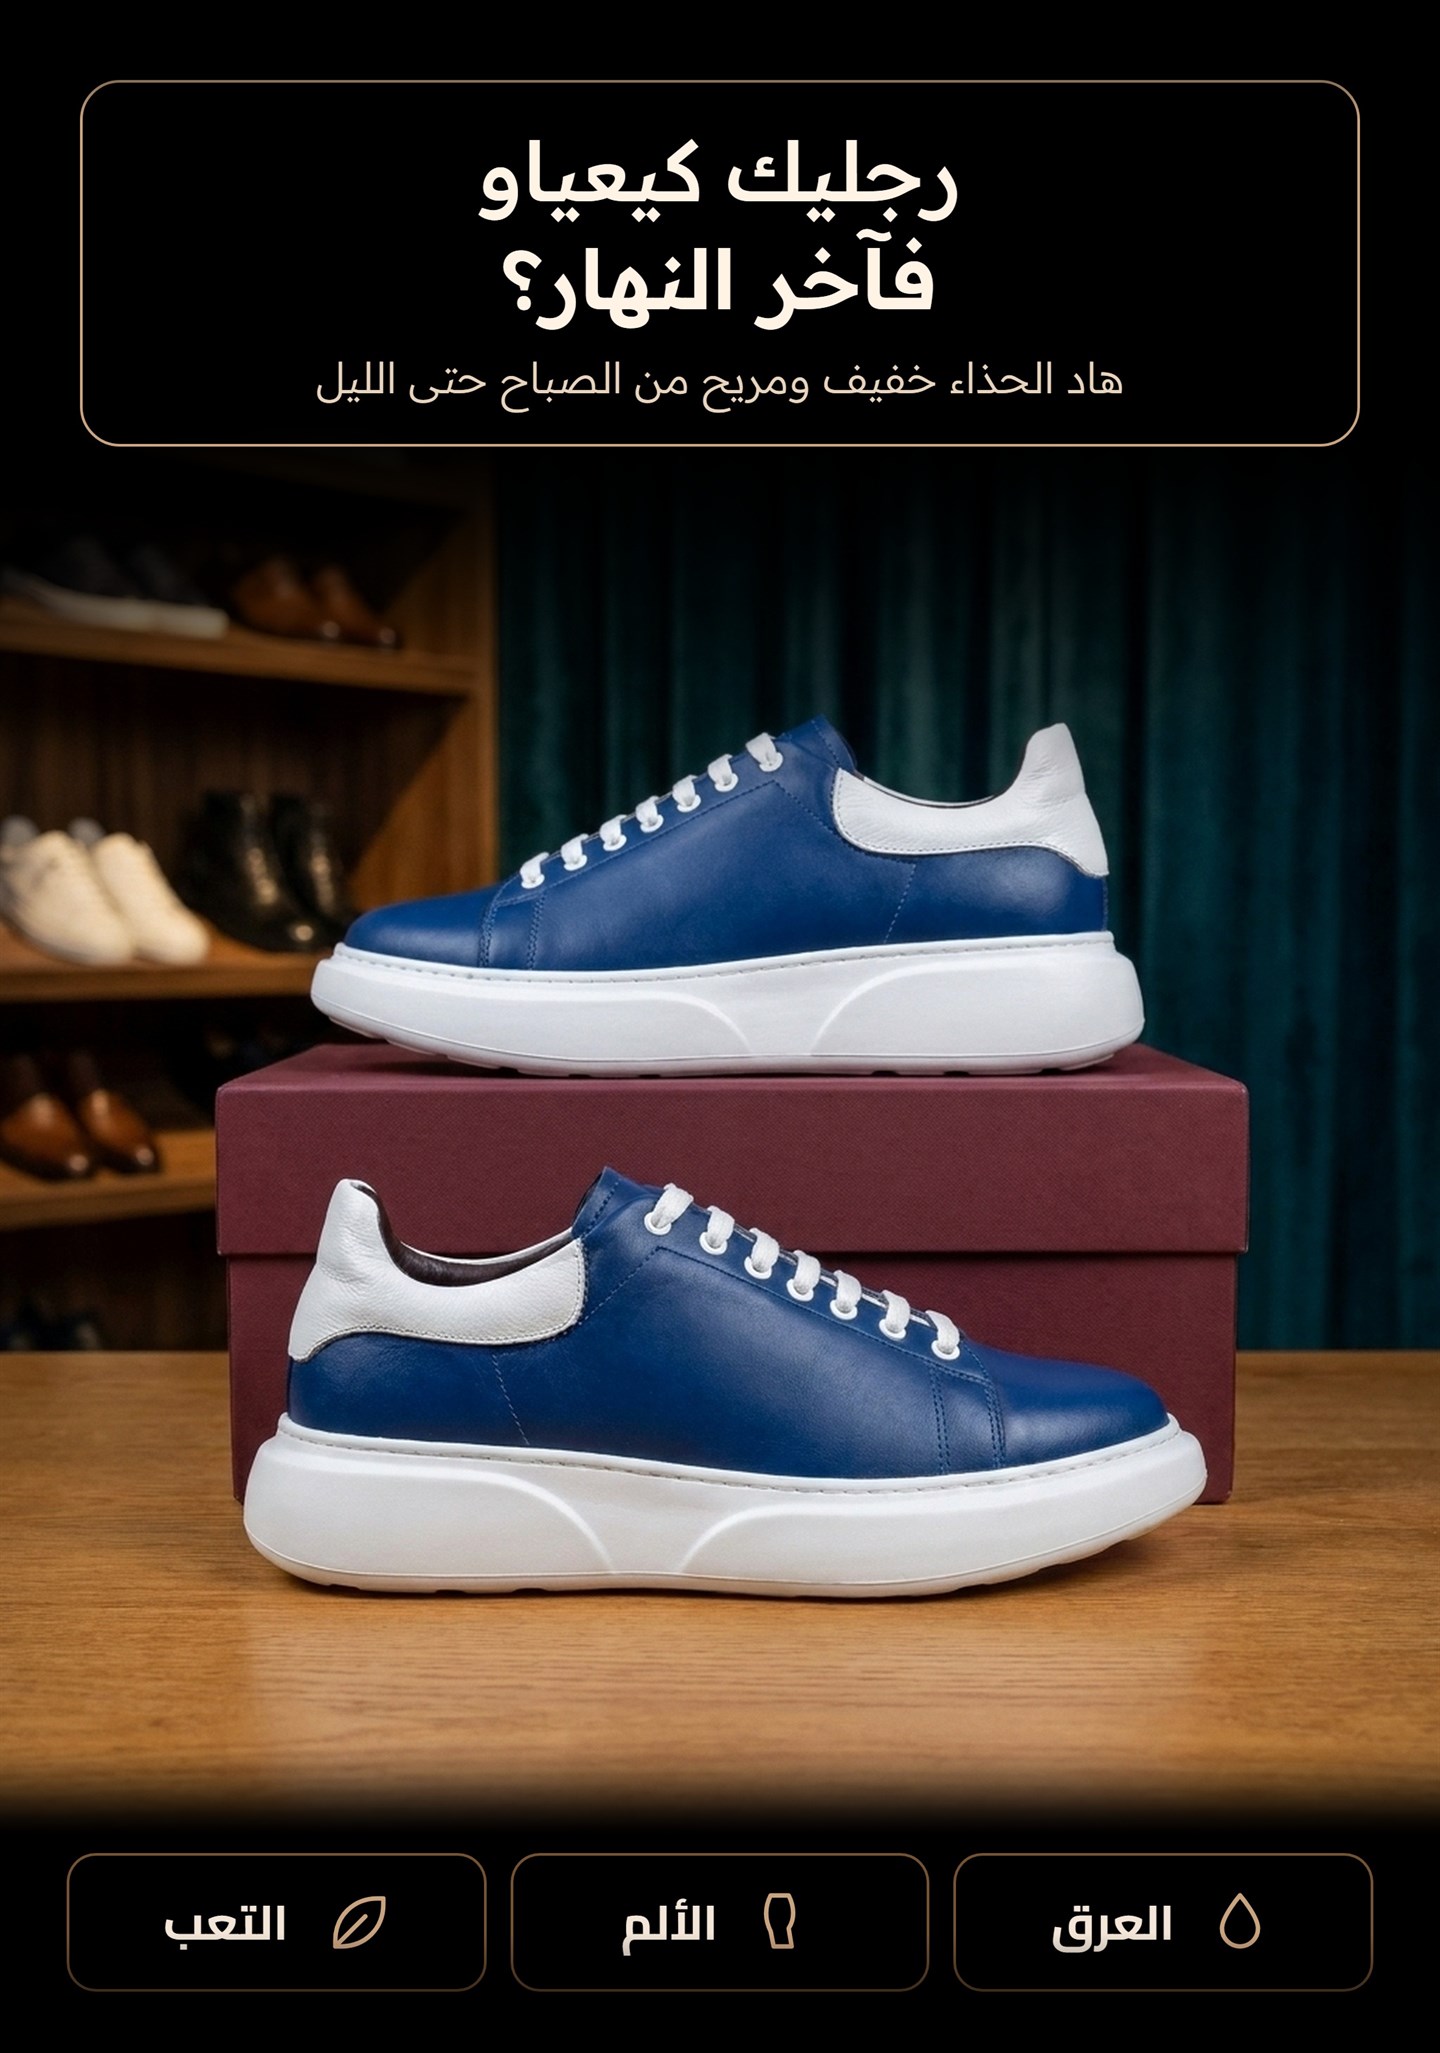 رجليك كيعياو
فآخر النهار؟
هاد الحذاء خفيف ومريح من الصباح حتى الليل
العرق
الألم
التعب